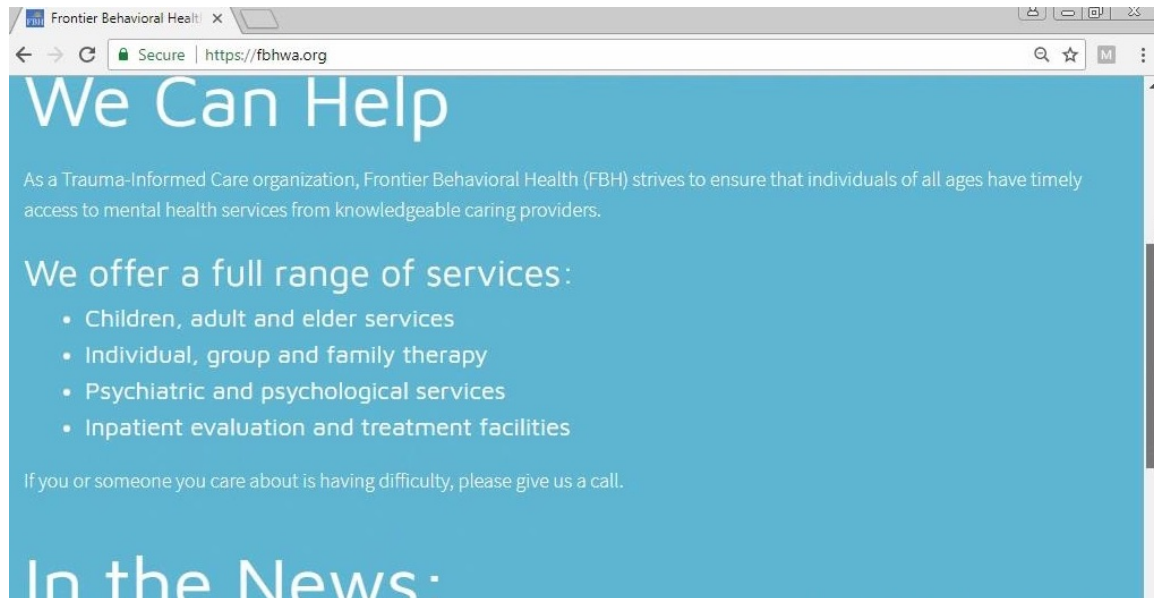 Frontier Behavioral Healt
Secure | https://fbhwa.org
M
We Can Help
As a Trauma-Informed Care organization, Frontier Behavioral Health (FBH) strives to ensure that individuals of all ages have timely
access to mental health services from knowledgeable caring providers.
We offer a full range of services:
• Children, adult and elder services
• Individual, group and family therapy
• Psychiatric and psychological services
• Inpatient evaluation and treatment facilities
If you or someone you care about is having difficulty, please give us a call.
In the News: